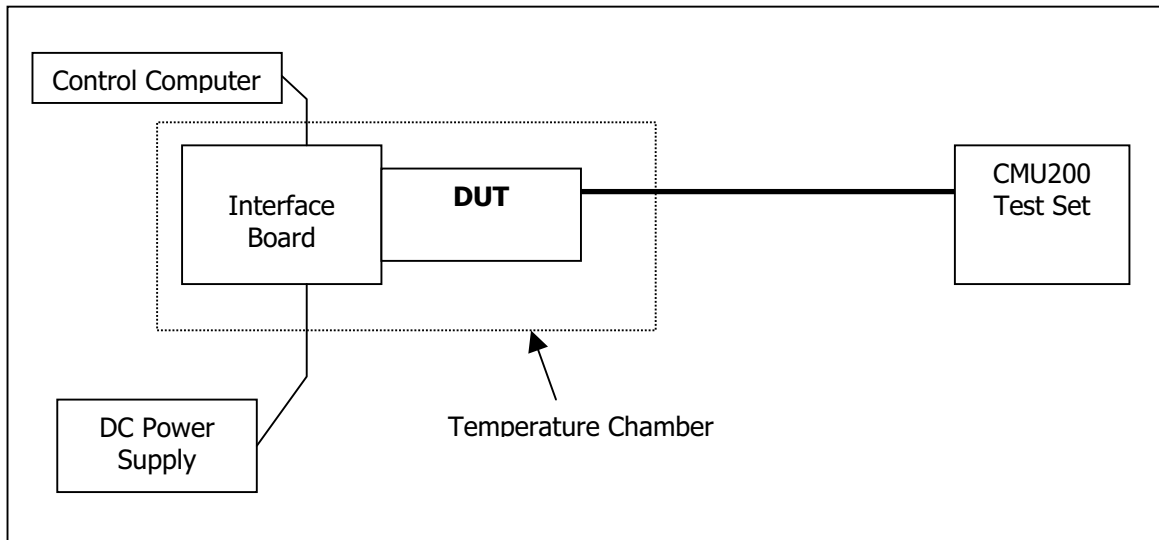 Control Computer
Interface
Board
DUT
CMU200
Test Set
DC Power
Supply
Temperature Chamber